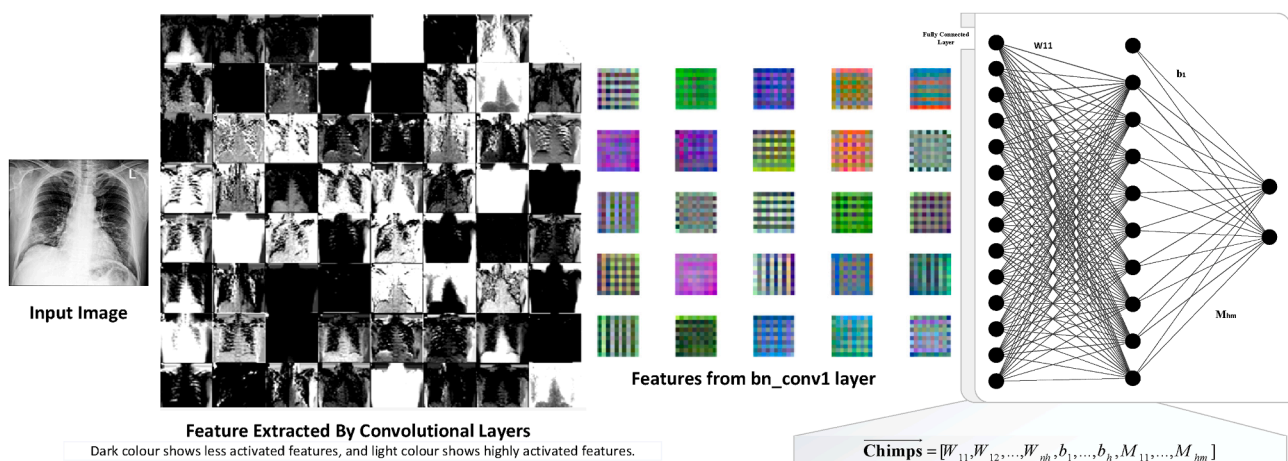 Input Image
Feature Extracted By Convolutional Layers
Dark colour shows less activated features, and light colour shows highly activated features.
Features from bn_conv1 layer
Fully Connected
Layer
W11
b₁
Mhm
L
Chimps = [W₁₁,W₁₂,...,Wₙₕ,b₁,...,bₕ,M₁₁,...,Mₕₘ]